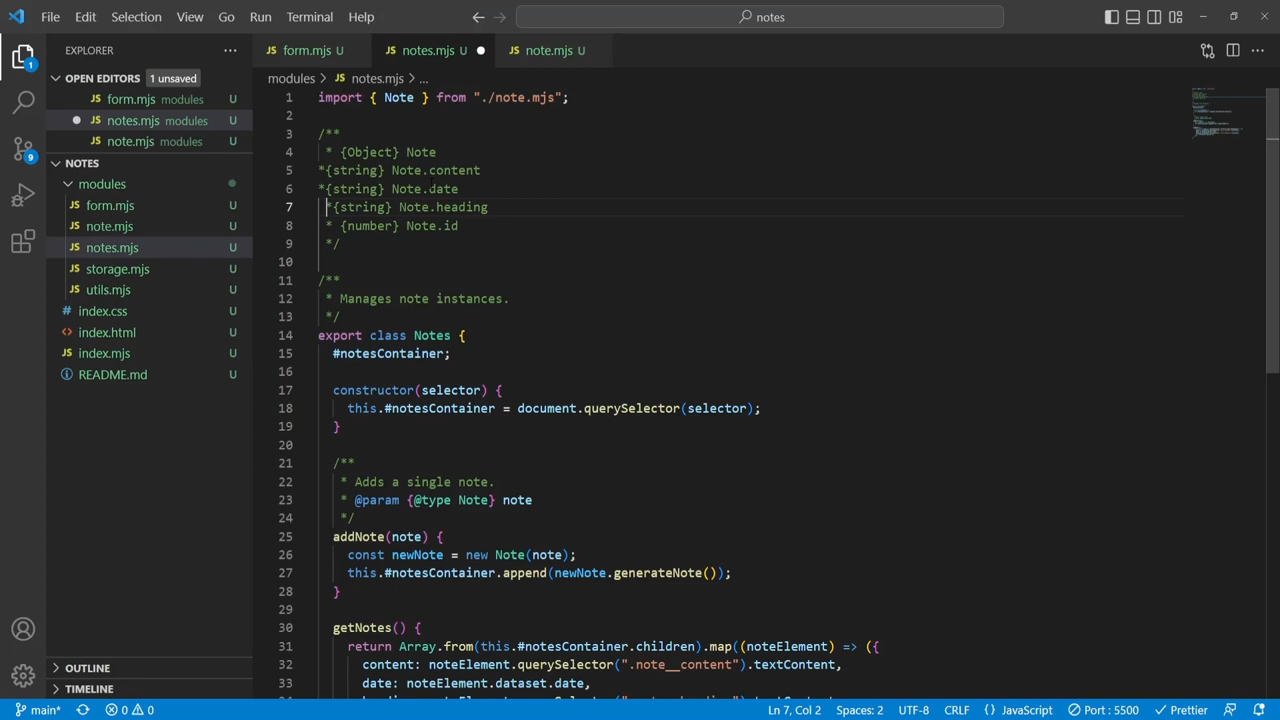 File Edit Selection View Go Run Terminal Help
notes
EXPLORER
OPEN EDITORS 1 unsaved
form.mjs modules U
notes.mjs modules U
note.mjs modules U
NOTES
modules
form.mjs U
note.mjs U
notes.mjs U
storage.mjs U
utils.mjs U
index.css U
index.html U
index.mjs U
README.md U
OUTLINE
TIMELINE
1
9
form.mjs U
notes.mjs U
note.mjs U
modules > JS notes.mjs > ...
1 import { Note } from "./note.mjs";
2
3 /**
4  * {Object} Note
5 *{string} Note.content
6 *{string} Note.date
7  *{string} Note.heading
8  * {number} Note.id
9  */
10
11 /**
12  * Manages note instances.
13  */
14 export class Notes {
15   #notesContainer;
16
17   constructor(selector) {
18     this.#notesContainer = document.querySelector(selector);
19   }
20
21   /**
22    * Adds a single note.
23    * @param {@type Note} note
24    */
25   addNote(note) {
26     const newNote = new Note(note);
27     this.#notesContainer.append(newNote.generateNote());
28   }
29
30   getNotes() {
31     return Array.from(this.#notesContainer.children).map((noteElement) => ({
32       content: noteElement.querySelector(".note__content").textContent,
33       date: noteElement.dataset.date,
main* 0 0 Ln 7, Col 2 Spaces: 2 UTF-8 CRLF {} JavaScript Port : 5500 Prettier